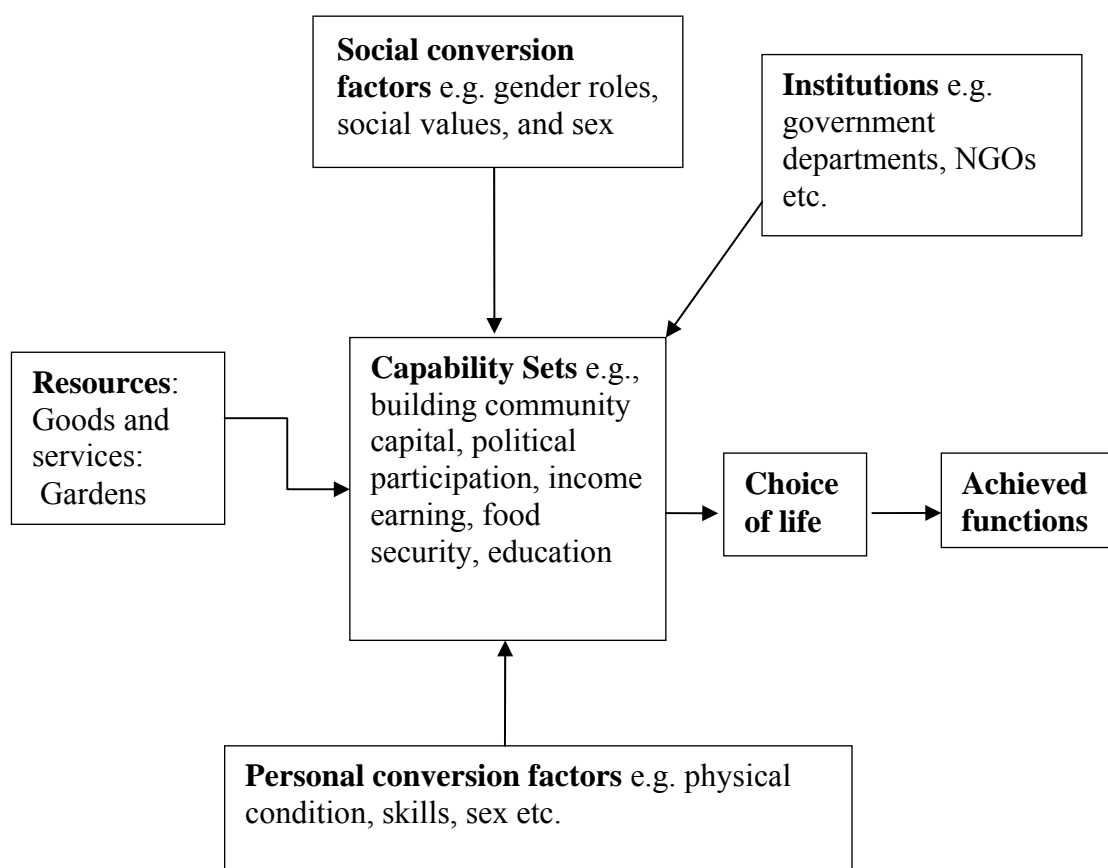 Social conversion
factors e.g. gender roles,
social values, and sex
Institutions e.g.
government
departments, NGOs
etc.
Resources:
Goods and
services:
Gardens
Capability Sets e.g.,
building community
capital, political
participation, income
earning, food
security, education
Choice
of life
Achieved
functions
Personal conversion factors e.g. physical
condition, skills, sex etc.